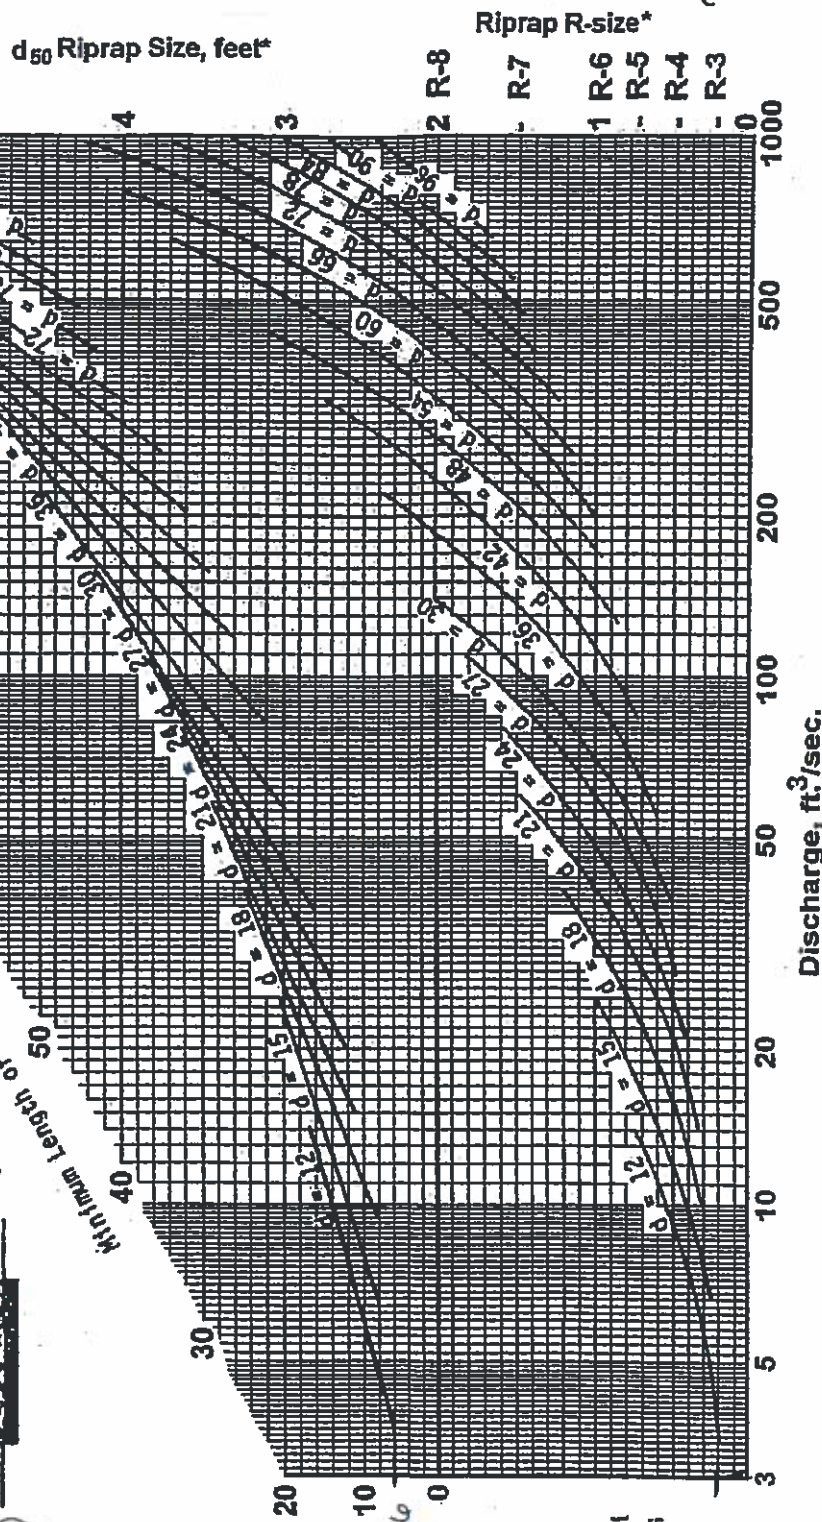 Riprap R-size*
d50 Riprap Size, feet*
R-8
R-7
R-6
R-5
R-4
R-3
4
3
2
1
0
d
d = 72
d = 36
d = 30
d = 27
d = 24
d = 21
d = 18
d = 15
d = 12
d = 96
d = 90
d = 84
d = 78
d = 72
d = 66
d = 60
d = 54
d = 48
d = 42
d = 36
d = 30
d = 27
d = 24
d = 21
d = 18
d = 15
d = 12
Minimum Length of
50
40
30
20
10
0
3
5
10
20
50
100
200
500
1000
Discharge, ft.3/sec.